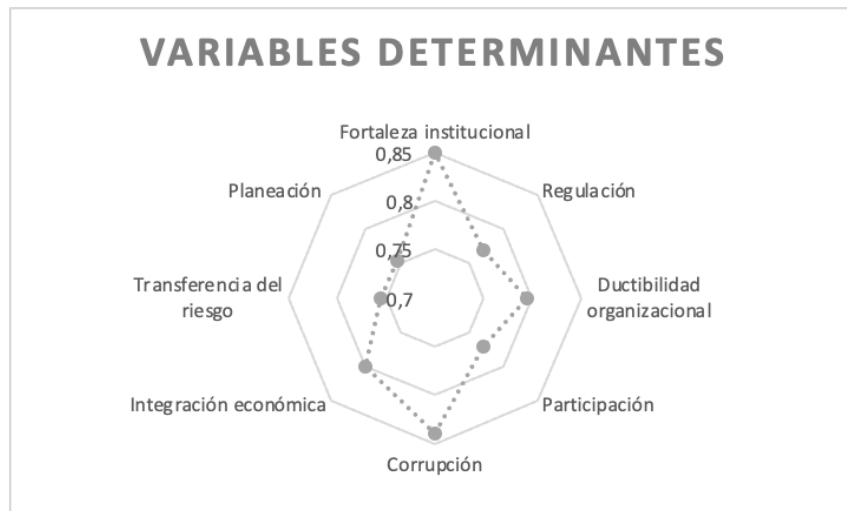 VARIABLES DETERMINANTES
Fortaleza institucional
0,85
Planeación
Regulación
0,8
0,75
Transferencia del
riesgo
0,7
Ductibilidad
organizacional
Integración económica
Participación
Corrupción